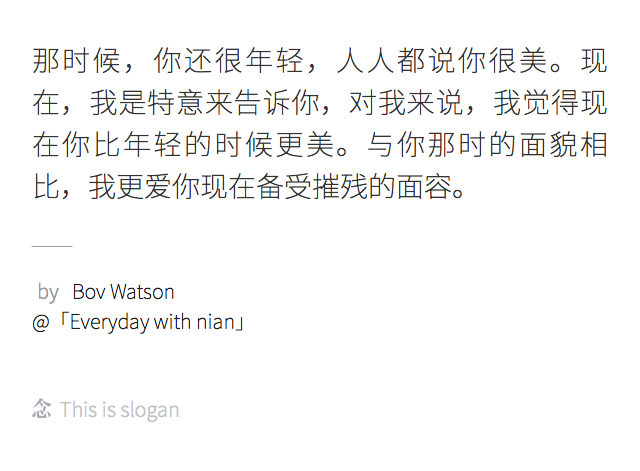 那时候，你还很年轻，人人都说你很美。现
在，我是特意来告诉你，对我来说，我觉得现
在你比年轻的时候更美。与你那时的面貌相
比，我更爱你现在备受摧残的面容。
by Bov Watson
@「Everyday with nian」
念 This is slogan